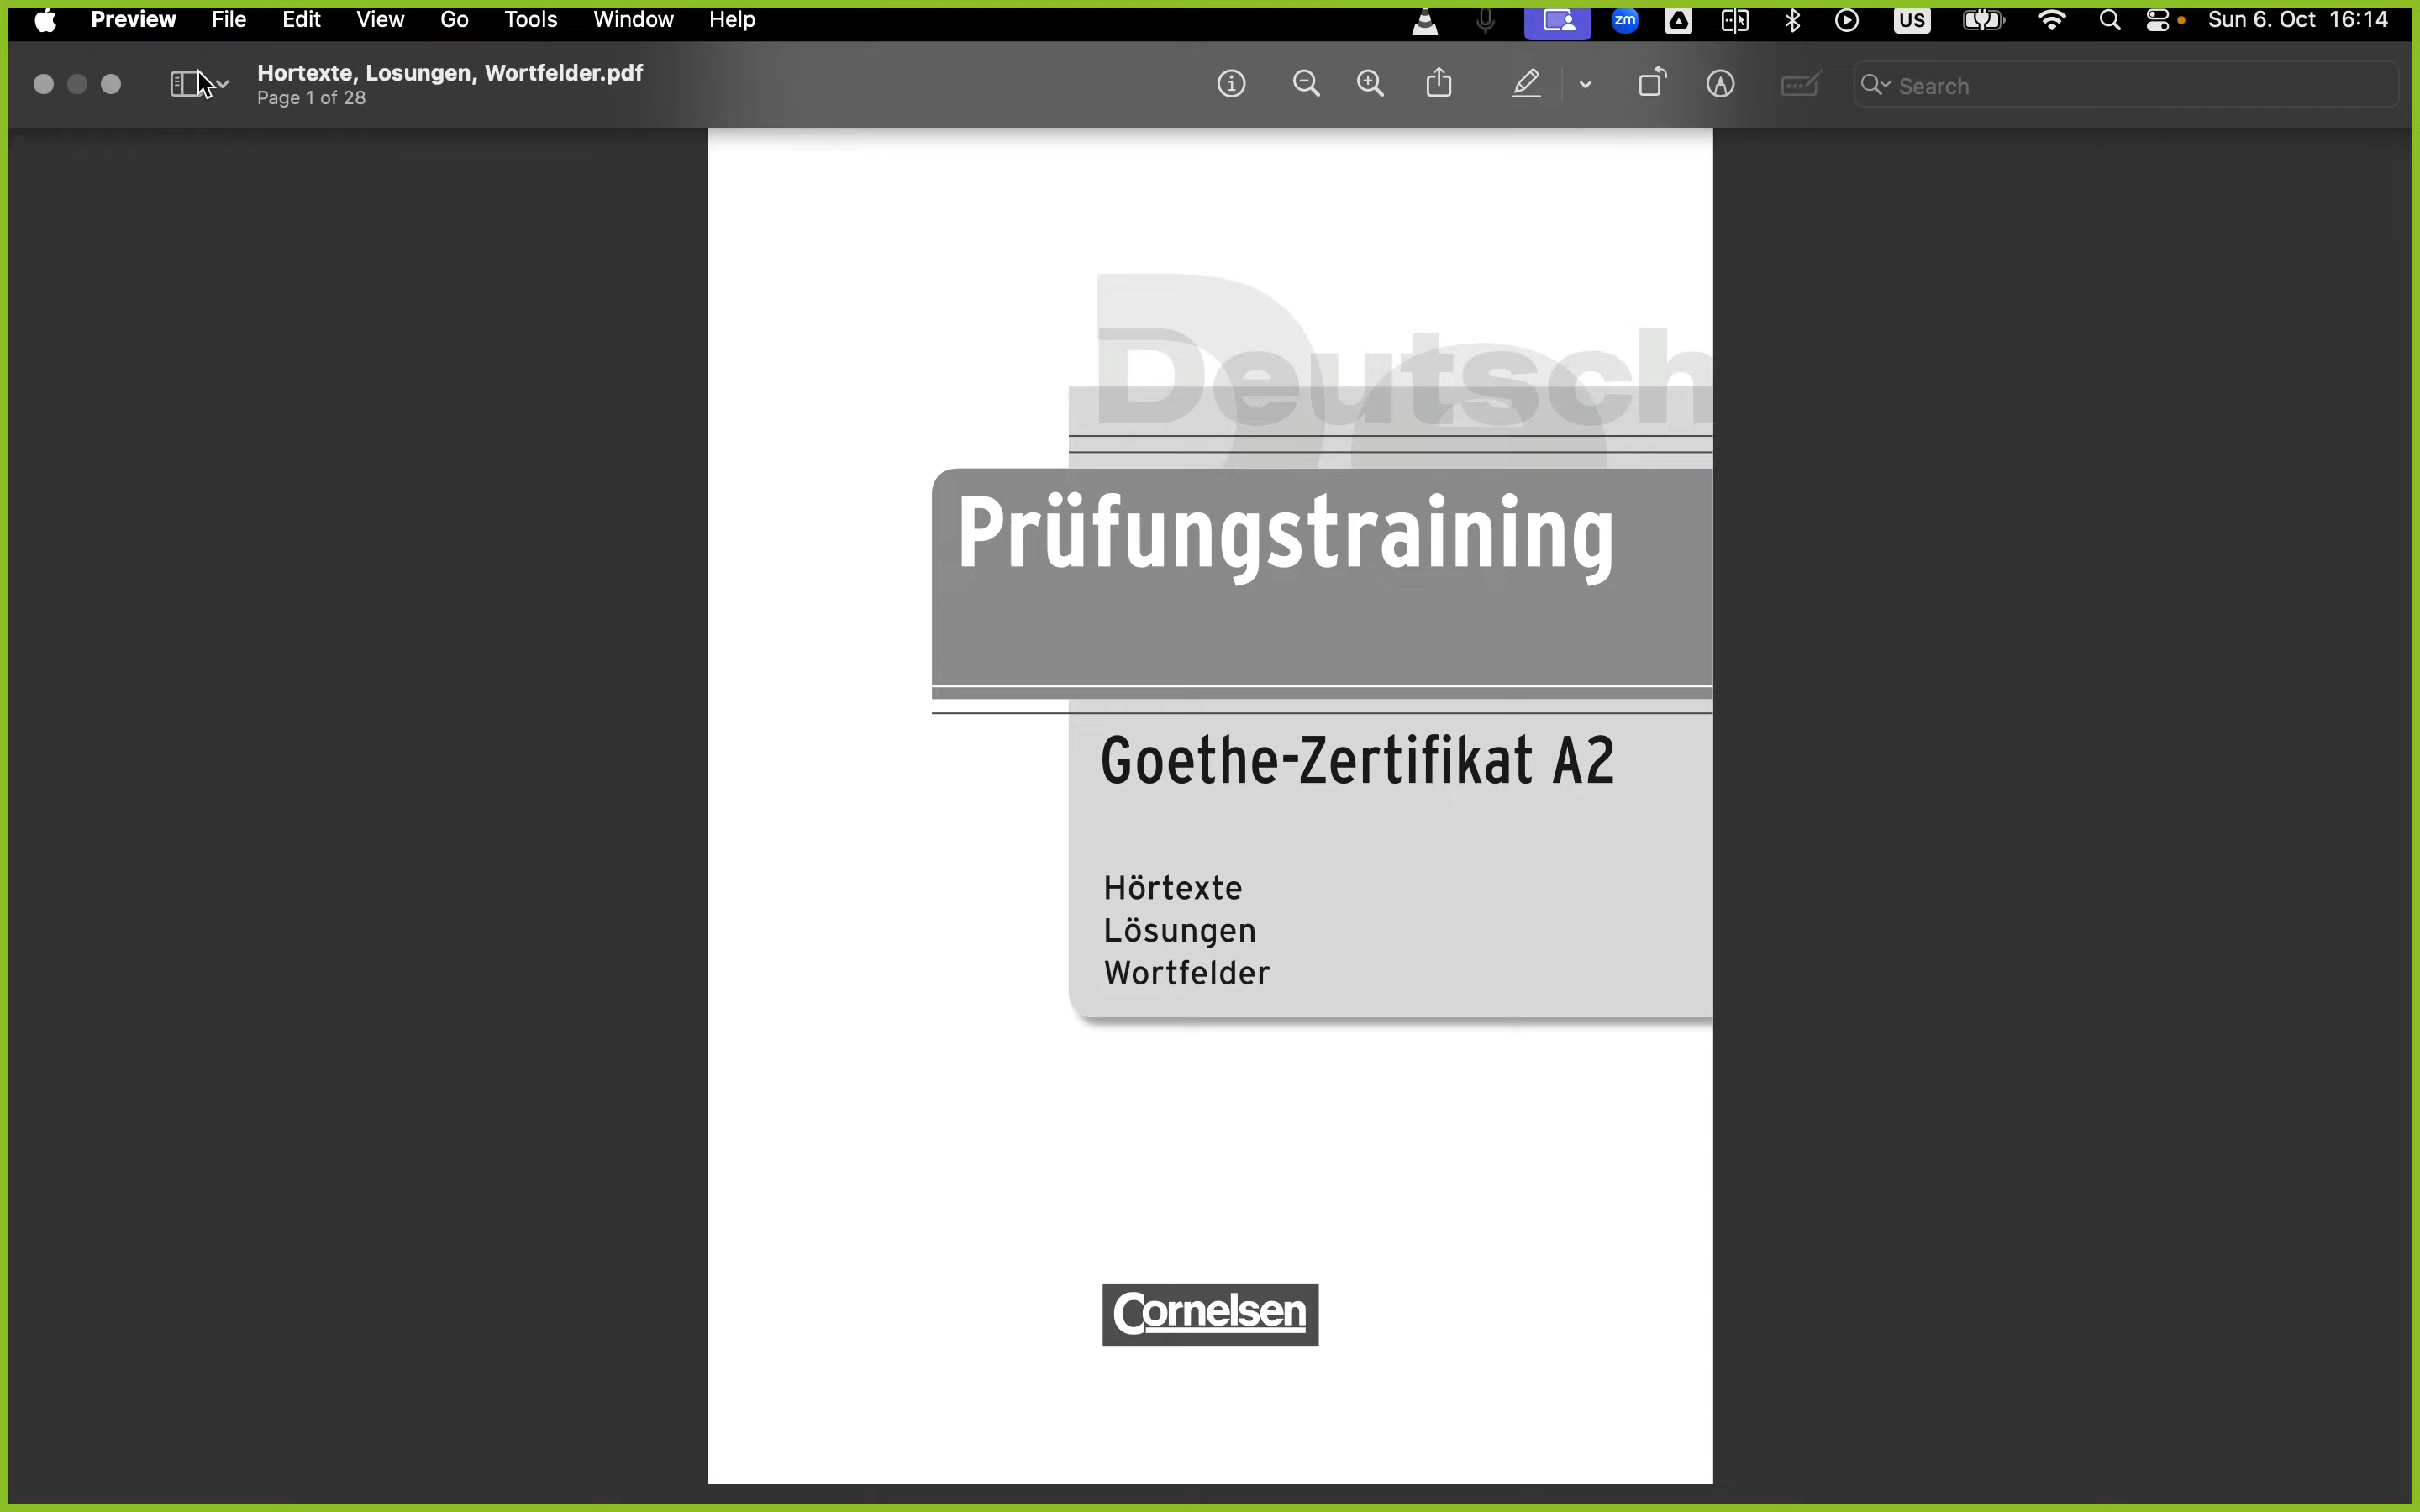 Preview File Edit View Go Tools Window Help zm US Sun 6. Oct 16:14
Hortexte, Losungen, Wortfelder.pdf
Page 1 of 28
Search
Deutsch
Prüfungstraining
Goethe-Zertifikat A2
Hörtexte
Lösungen
Wortfelder
Cornelsen